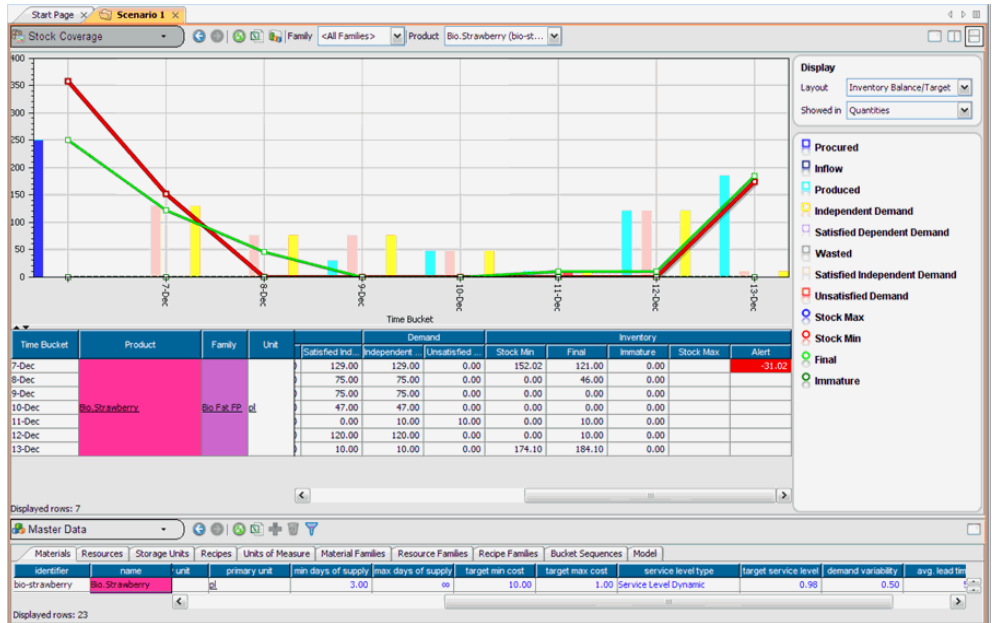 Start Page Scenario 1
Stock Coverage Family <All Families> Product Bio.Strawberry (bio-st...
400
350
300
250
200
150
100
50
0
7-Dec 8-Dec 9-Dec 10-Dec 11-Dec 12-Dec 13-Dec
Time Bucket
Display
Layout Inventory Balance/Target
Showed in Quantities
Procured
Inflow
Produced
Independent Demand
Satisfied Dependent Demand
Wasted
Satisfied Independent Demand
Unsatisfied Demand
Stock Max
Stock Min
Final
Immature
Time Bucket Product Family Unit Demand Inventory
Satisfied Ind... Independent ... Unsatisfied ... Stock Min Final Immature Stock Max Alert
7-Dec 129.00 129.00 0.00 152.02 121.00 0.00 -31.02
8-Dec 75.00 75.00 0.00 0.00 46.00 0.00
9-Dec 75.00 75.00 0.00 0.00 0.00 0.00
10-Dec Bio.Strawberry Bio Fat FP pl 47.00 47.00 0.00 0.00 0.00 0.00
11-Dec 0.00 10.00 10.00 0.00 10.00 0.00
12-Dec 120.00 120.00 0.00 0.00 10.00 0.00
13-Dec 10.00 10.00 0.00 174.10 184.10 0.00
Displayed rows: 7
Master Data
Materials Resources Storage Units Recipes Units of Measure Material Families Resource Families Recipe Families Bucket Sequences Model
identifier name unit primary unit min days of supply max days of supply target min cost target max cost service level type target service level demand variability avg. lead tim
bio-strawberry Bio.Strawberry pl 3.00 ∞ 10.00 1.00 Service Level Dynamic 0.98 0.50
Displayed rows: 23